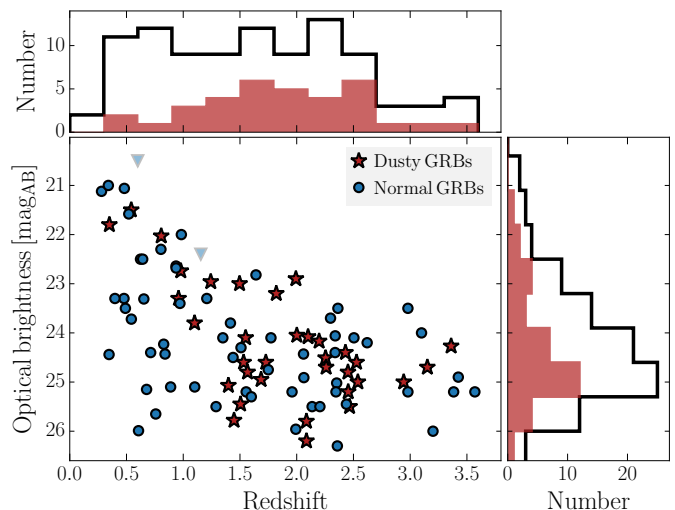 Number
10
5
0
Optical brightness [mag_AB]
21
22
23
24
25
26
Dusty GRBs
Normal GRBs
0.0 0.5 1.0 1.5 2.0 2.5 3.0 3.5
Redshift
0 10 20
Number